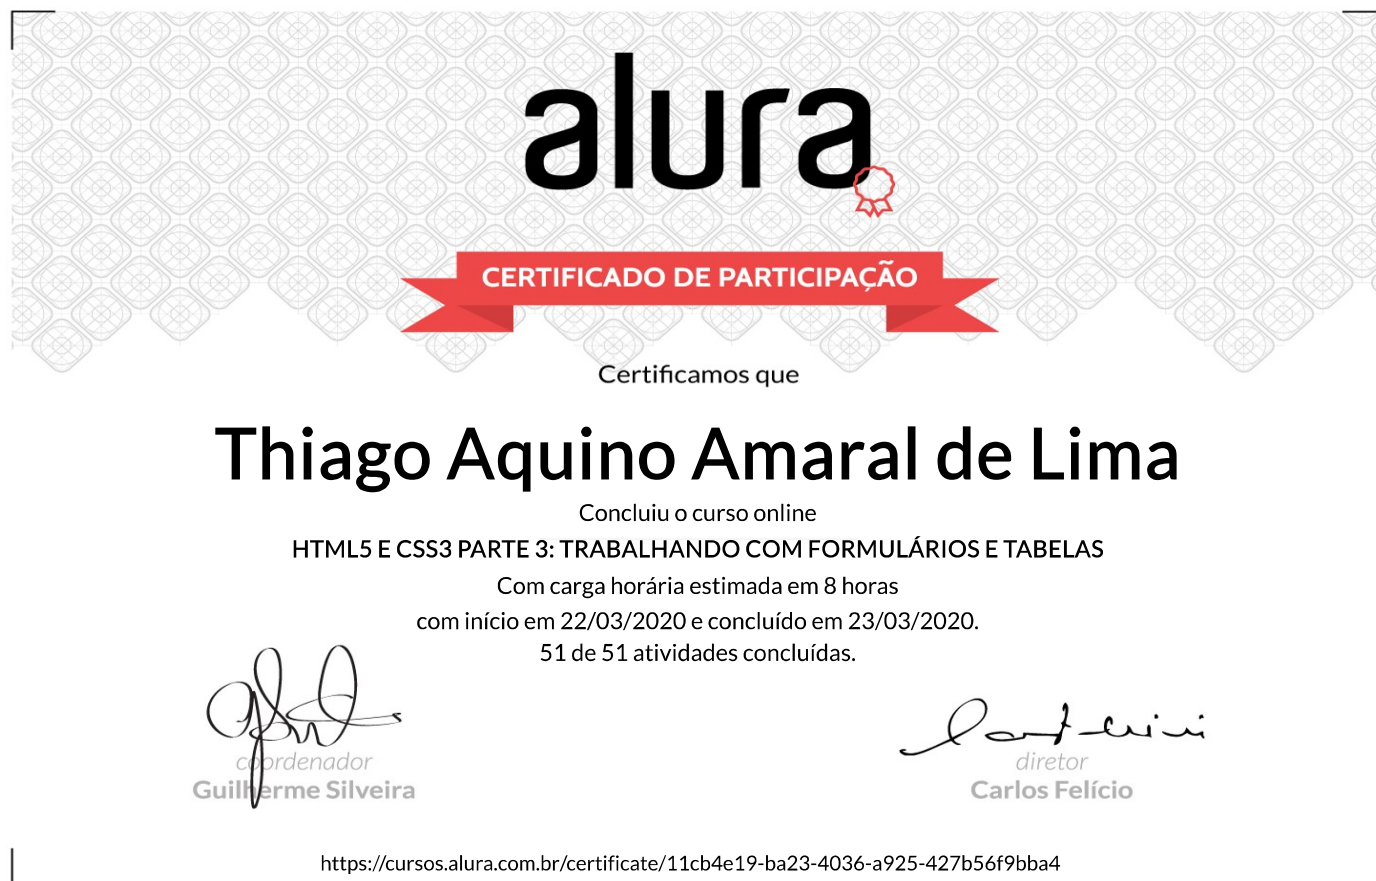 alura
CERTIFICADO DE PARTICIPAÇÃO
Certificamos que
Thiago Aquino Amaral de Lima
Concluiu o curso online
HTML5 E CSS3 PARTE 3: TRABALHANDO COM FORMULÁRIOS E TABELAS
Com carga horária estimada em 8 horas
com início em 22/03/2020 e concluído em 23/03/2020.
51 de 51 atividades concluídas.
coordenador
Guilherme Silveira
diretor
Carlos Felício
https://cursos.alura.com.br/certificate/11cb4e19-ba23-4036-a925-427b56f9bba4